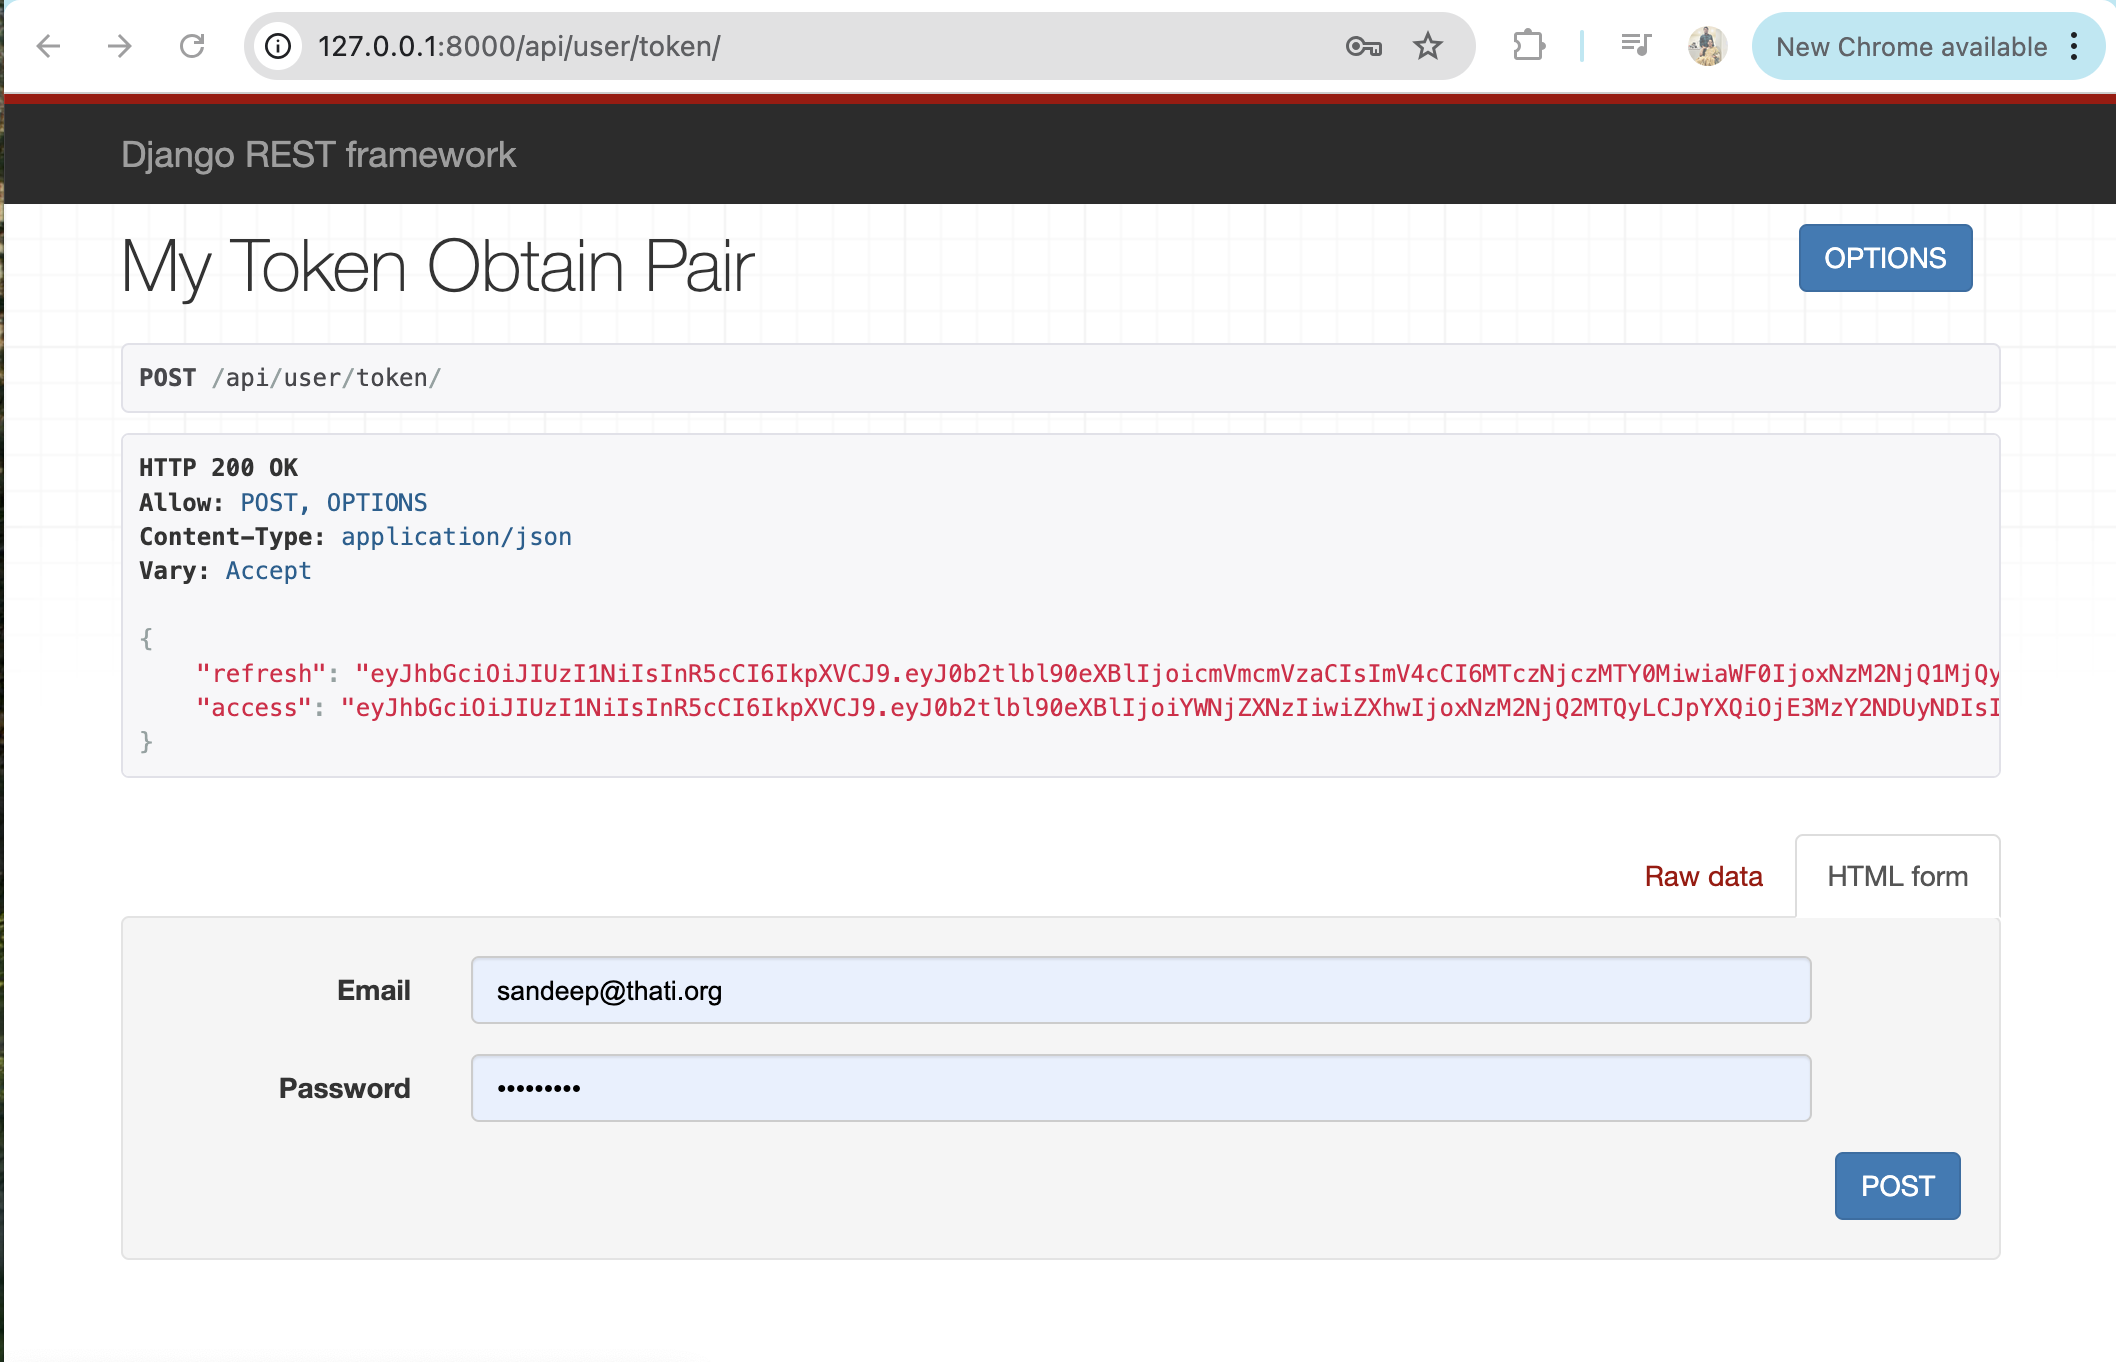 127.0.0.1:8000/api/user/token/
New Chrome available
Django REST framework
My Token Obtain Pair
OPTIONS
POST /api/user/token/
HTTP 200 OK
Allow: POST, OPTIONS
Content-Type: application/json
Vary: Accept
{
"refresh": "eyJhbGciOiJIUzI1NiIsInR5cCI6IkpXVCJ9.eyJ0b2tlbl90eXBlIjoicmVmcmVzaCIsImV4cCI6MTczNjczMTY0MiwiaWF0IjoxNzM2NjQ1MjQy
"access": "eyJhbGciOiJIUzI1NiIsInR5cCI6IkpXVCJ9.eyJ0b2tlbl90eXBlIjoiYWNjZXNzIiwiZXhwIjoxNzM2NjQ2MTQyLCJpYXQiOjE3MzY2NDUyNDIsI
}
Raw data
HTML form
Email
sandeep@thati.org
Password
•••••••••
POST